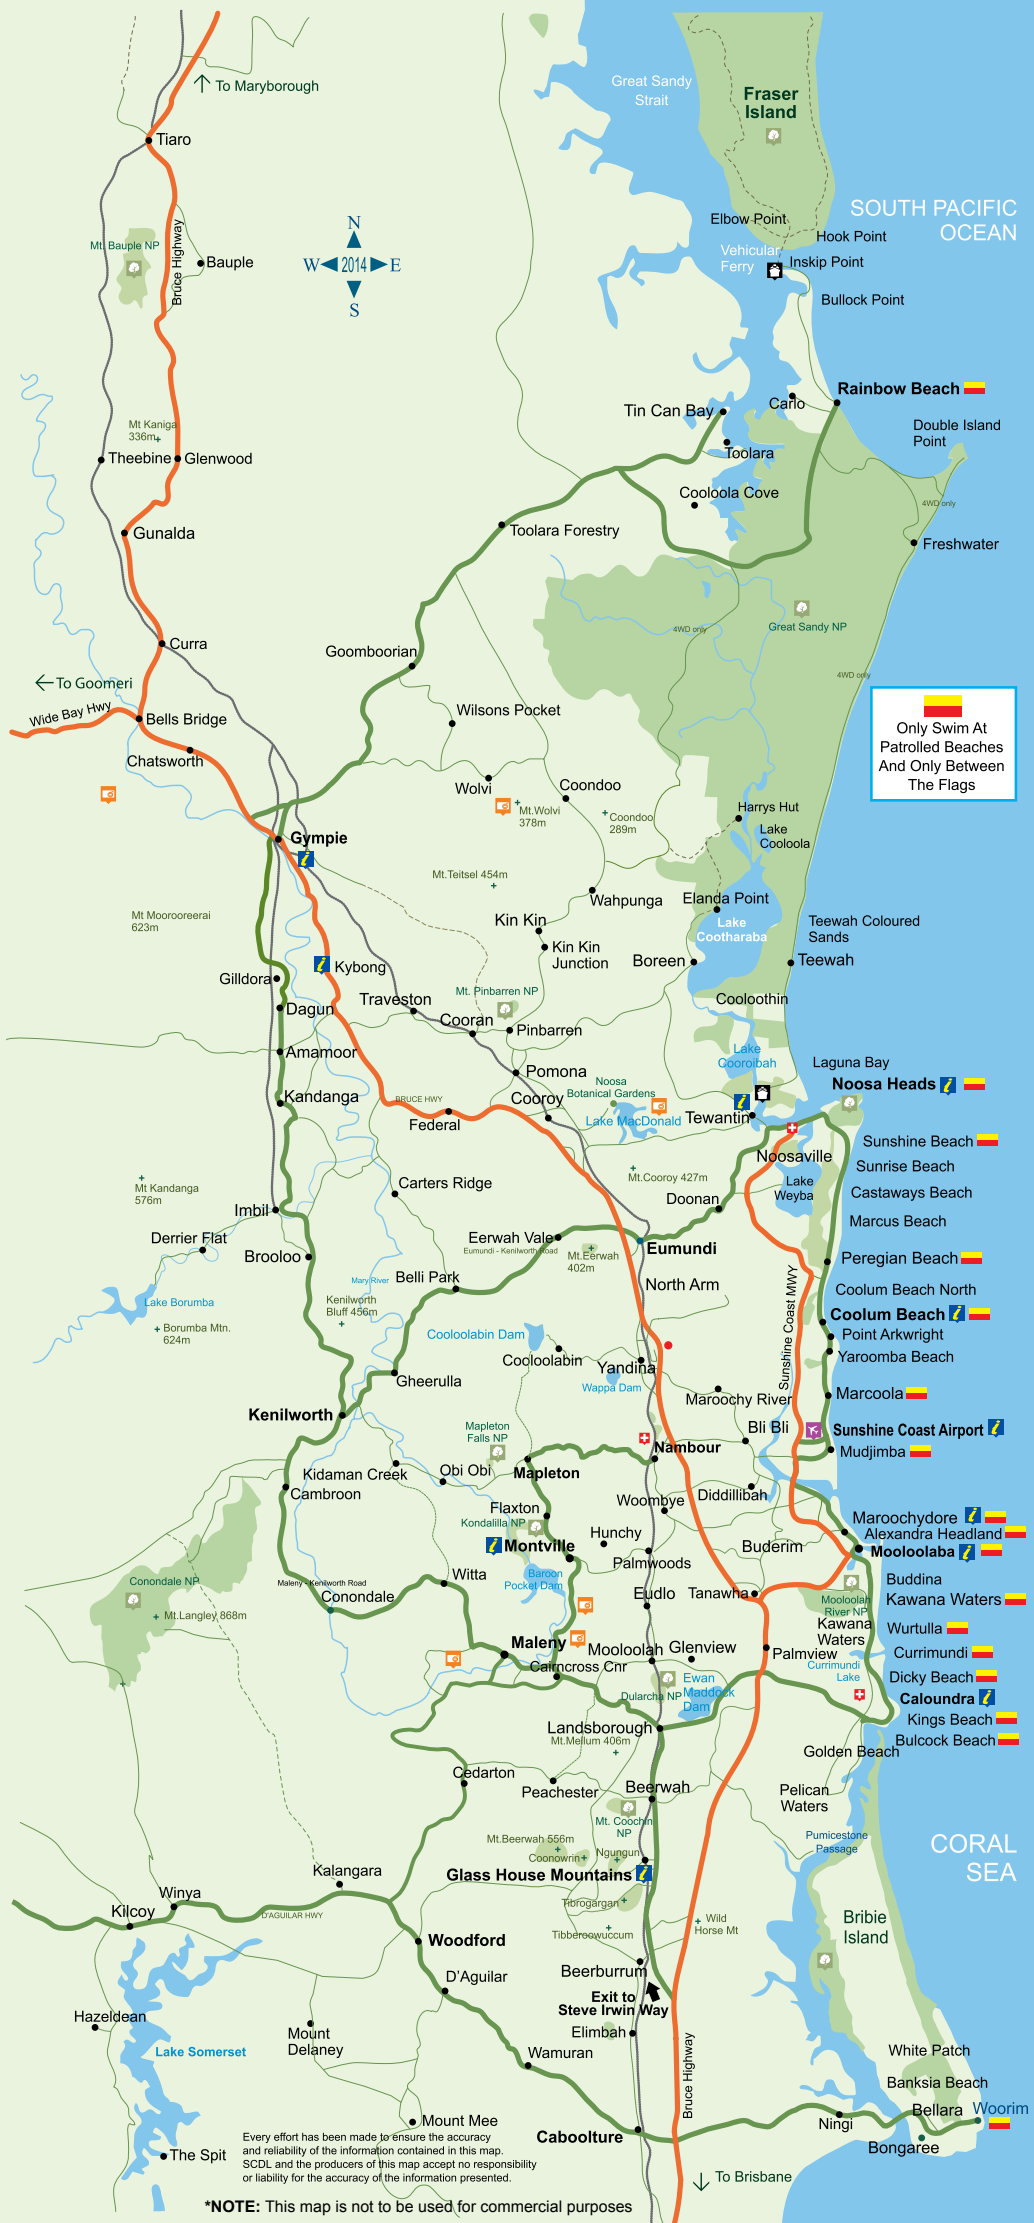 Great Sandy
Strait
Fraser
Island
To Maryborough
Tiaro
SOUTH PACIFIC
OCEAN
Elbow Point
Hook Point
Vehicular
Ferry
Inskip Point
Bullock Point
Mt. Bauple NP
Bauple
Bruce Highway
N
W 2014 E
S
Rainbow Beach
Carlo
Tin Can Bay
Double Island
Point
Mt Kaniga
336m
Toolara
Theebine
Glenwood
Cooloola Cove
4WD only
Gunalda
Toolara Forestry
Freshwater
Great Sandy NP
4WD only
Curra
Goomboorian
4WD only
To Goomeri
Wide Bay Hwy
Bells Bridge
Wilsons Pocket
Only Swim At
Patrolled Beaches
And Only Between
The Flags
Chatsworth
Wolvi
Coondoo
Mt.Wolvi
378m
Coondoo
289m
Harrys Hut
Lake
Cooloola
Gympie
Mt.Teitsel 454m
Wahpunga
Elanda Point
Mt Moorooreerai
623m
Kin Kin
Lake
Cootharaba
Teewah Coloured
Sands
Kin Kin
Junction
Boreen
Teewah
Kybong
Gilldora
Mt. Pinbarren NP
Traveston
Cooloothin
Dagun
Cooran
Pinbarren
Amamoor
Lake
Cooroibah
Laguna Bay
Pomona
Noosa Heads
Noosa
Botanical Gardens
Kandanga
BRUCE HWY
Cooroy
Lake MacDonald
Tewantin
Federal
Sunshine Beach
Noosaville
Sunrise Beach
Mt.Cooroy 427m
Mt Kandanga
576m
Carters Ridge
Lake
Weyba
Castaways Beach
Doonan
Imbil
Marcus Beach
Derrier Flat
Eerwah Vale
Eumundi - Kenilworth Road
Eumundi
Brooloo
Mt.Eerwah
402m
Peregian Beach
Belli Park
Mary River
North Arm
Coolum Beach North
Lake Borumba
Kenilworth
Bluff 456m
Sunshine Coast MWY
Coolum Beach
Borumba Mtn.
624m
Cooloolabin Dam
Point Arkwright
Cooloolabin
Yandina
Yaroomba Beach
Gheerulla
Wappa Dam
Maroochy River
Marcoola
Kenilworth
Mapleton
Falls NP
Bli Bli
Sunshine Coast Airport
Nambour
Mudjimba
Kidaman Creek
Obi Obi
Mapleton
Cambroon
Diddillibah
Woombye
Flaxton
Kondalilla NP
Maroochydore
Alexandra Headland
Hunchy
Montville
Buderim
Mooloolaba
Palmwoods
Conondale NP
Maleny - Kenilworth Road
Witta
Baroon
Pocket Dam
Buddina
Conondale
Eudlo
Tanawha
Mooloolah
River NP
Kawana Waters
Mt.Langley 868m
Kawana
Waters
Wurtulla
Maleny
Mooloolah
Glenview
Palmview
Currimundi
Cairncross Cnr
Currimundi
Lake
Dicky Beach
Dularcha NP
Ewan
Maddock
Dam
Caloundra
Kings Beach
Landsborough
Bulcock Beach
Mt.Mellum 406m
Golden Beach
Cedarton
Peachester
Beerwah
Pelican
Waters
Mt. Coochin
NP
Mt.Beerwah 556m
Pumicestone
Passage
CORAL
SEA
Coonowrin
Ngungun
Kalangara
Glass House Mountains
Winya
Tibrogargan
Kilcoy
D'AGUILAR HWY
Wild
Horse Mt
Bribie
Island
Tibberoowuccum
Woodford
Beerburrum
D'Aguilar
Exit to
Steve Irwin Way
Hazeldean
Mount
Delaney
Elimbah
Lake Somerset
Wamuran
White Patch
Bruce Highway
Banksia Beach
Bellara
Woorim
Mount Mee
Ningi
Caboolture
Bongaree
The Spit
Every effort has been made to ensure the accuracy
and reliability of the information contained in this map.
SCDL and the producers of this map accept no responsibility
or liability for the accuracy of the information presented.
To Brisbane
*NOTE: This map is not to be used for commercial purposes